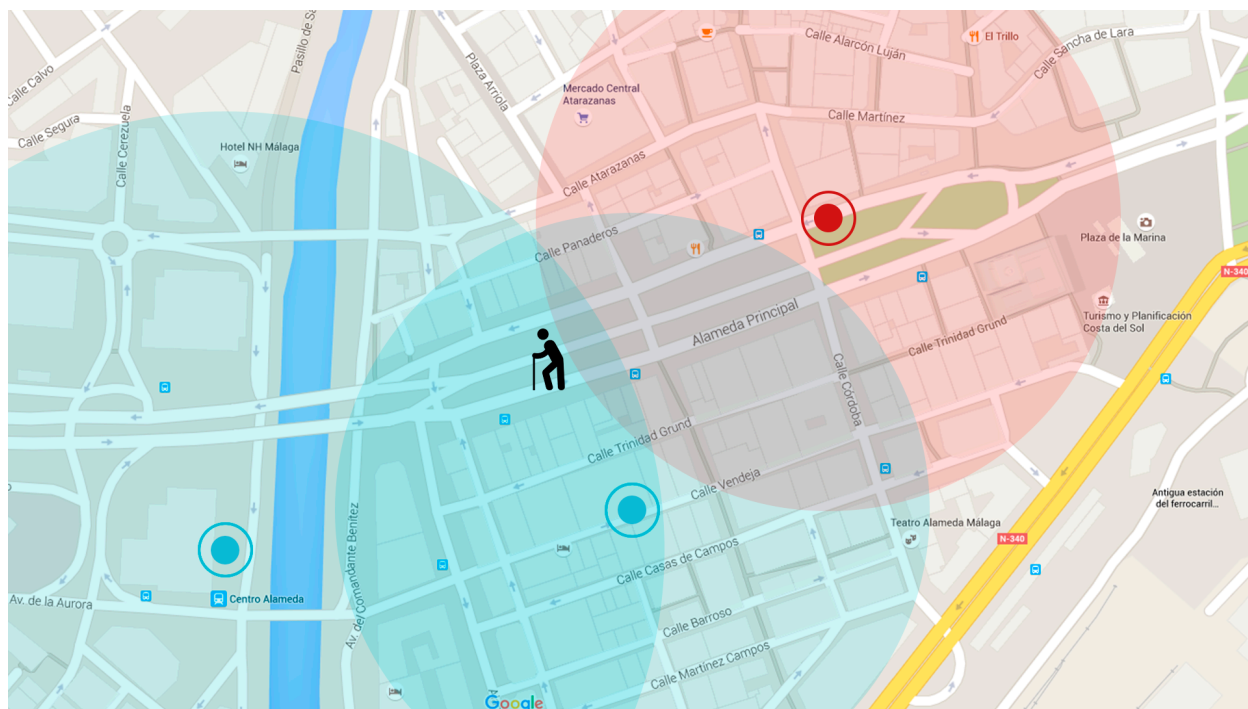 Pasillo de Sa
Calle Calvo
Calle Segura
Calle Cerezuela
Hotel NH Málaga
Plaza Arriola
Mercado Central
Atarazanas
Calle Alarcón Luján
El Trillo
Calle Sancha de Lara
Calle Martínez
Calle Atarazanas
Calle Panaderos
Plaza de la Marina
N-340
Turismo y Planificación
Costa del Sol
Alameda Principal
Calle Trinidad Grund
Calle Córdoba
Calle Trinidad Grund
Calle Vendeja
Antigua estación
del ferrocarril...
Teatro Alameda Málaga
N-340
Av. del Comandante Benítez
Calle Casas de Campos
Av. de la Aurora
Centro Alameda
Calle Barroso
Calle Martínez Campos
Google